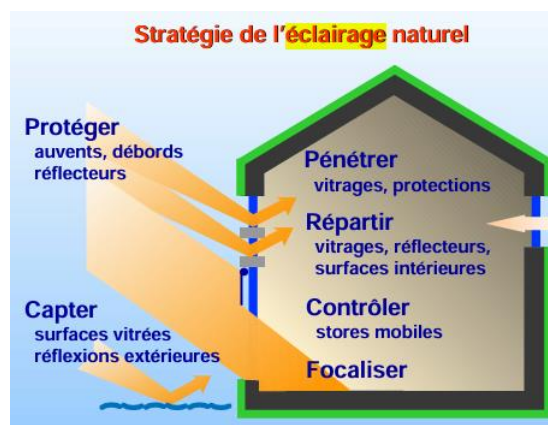 Stratégie de l'éclairage naturel
Protéger
auvents, débords
réflecteurs
Capter
surfaces vitrées
réflexions extérieures
Pénétrer
vitrages, protections
Répartir
vitrages, réflecteurs,
surfaces intérieures
Contrôler
stores mobiles
Focaliser